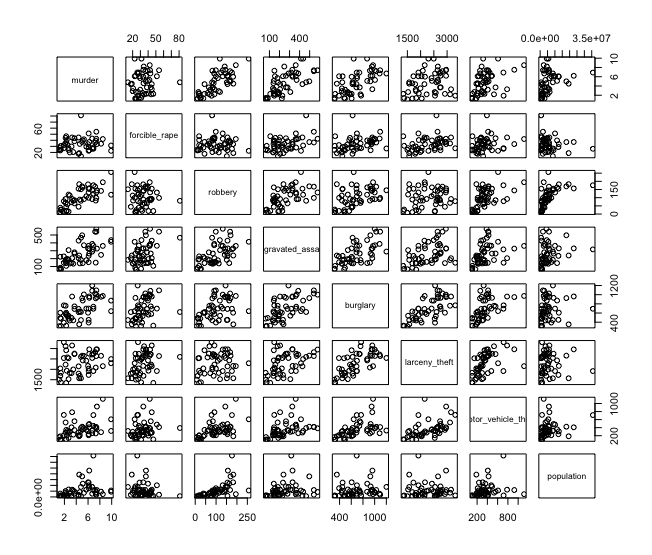 20 50 80 100 400 1500 3000 0.0e+00 3.5e+07
murder
2 6 10
20 60
forcible_rape
robbery
0 150
100 500
gravated_assa
burglary
400 1200
1500
larceny_theft
otor_vehicle_th
200 1000
0.0e+00
population
2 6 10 0 100 250 400 1000 200 800